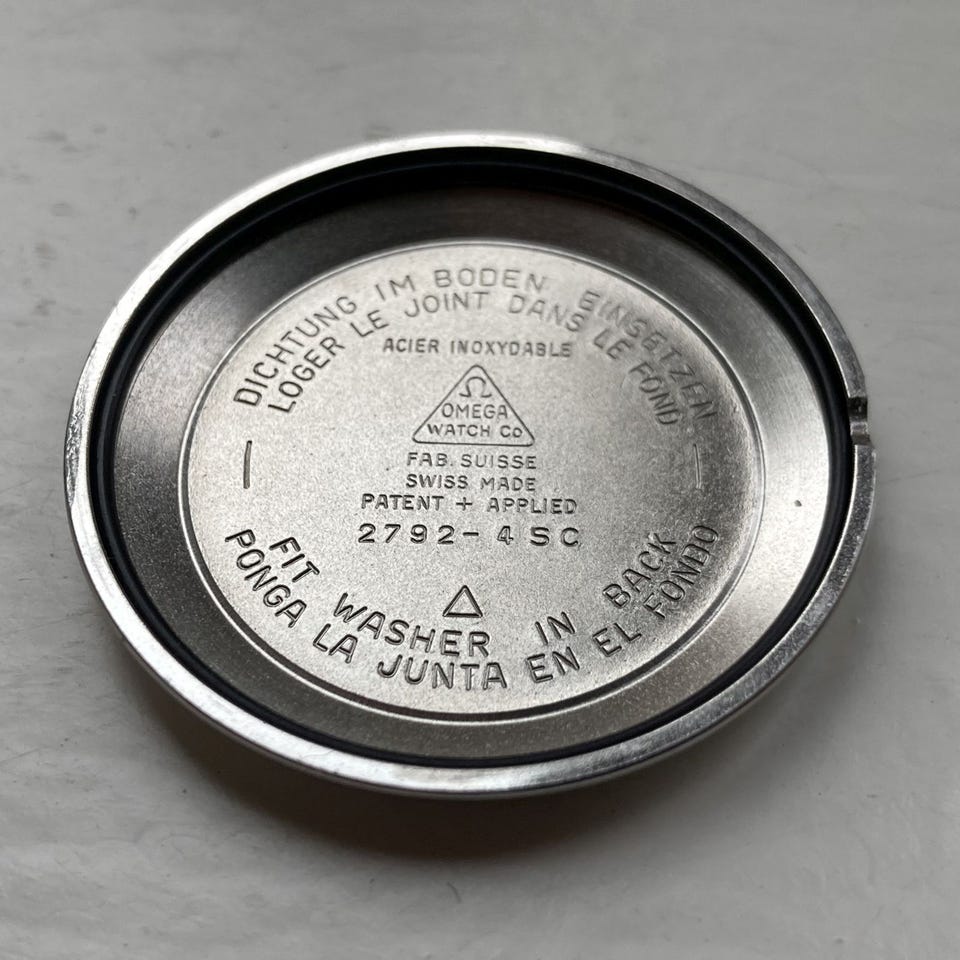 DICHTUNG IM BODEN EINSETZEN
LOGER LE JOINT DANS LE FOND
ACIER INOXYDABLE
Ω
OMEGA
WATCH CO
FAB. SUISSE
SWISS MADE
PATENT + APPLIED
2792-4 SC
FIT WASHER IN BACK
PONGA LA JUNTA EN EL FONDO